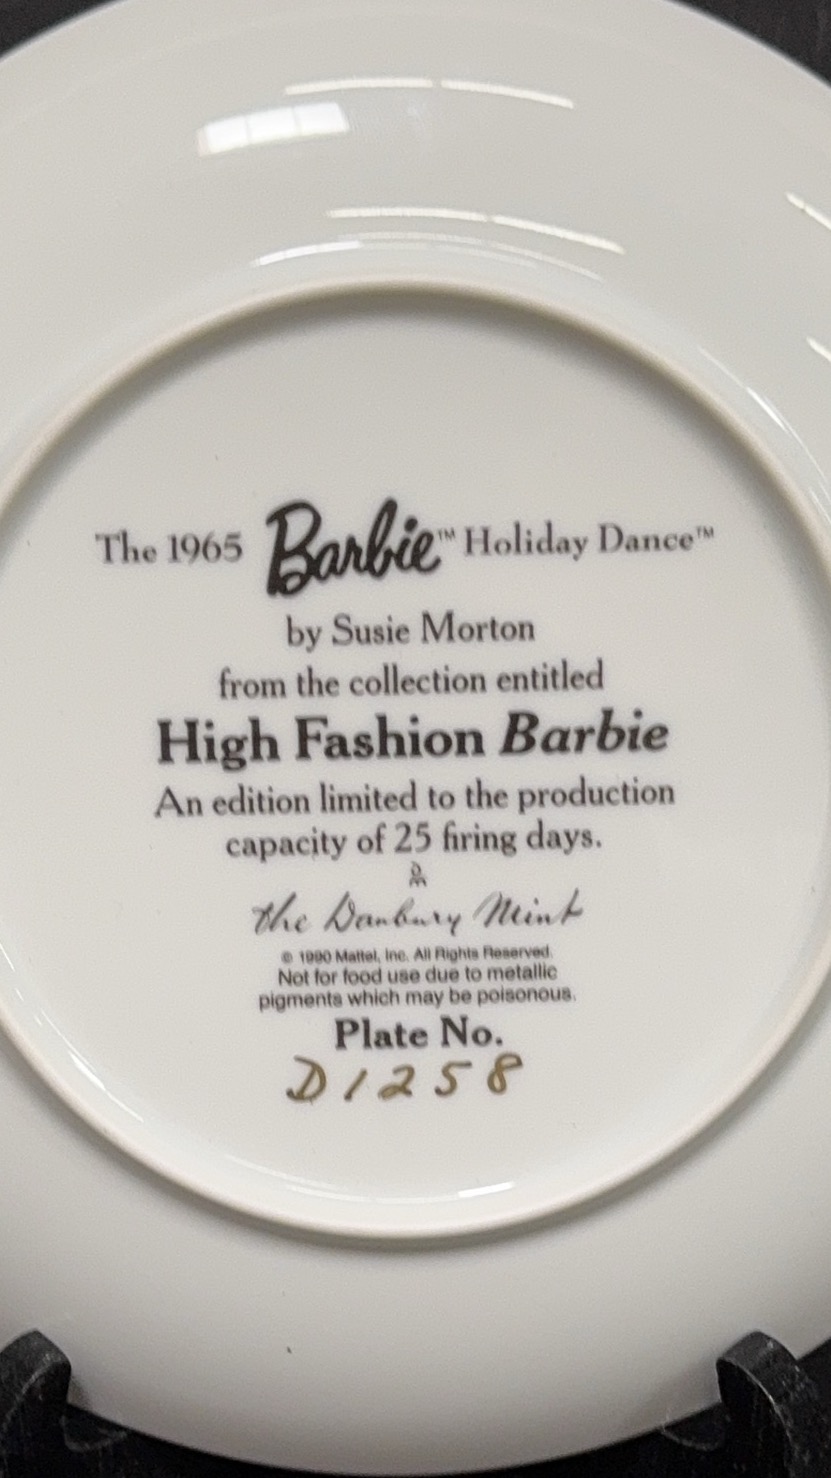 The 1965 Barbie™ Holiday Dance™
by Susie Morton
from the collection entitled
High Fashion Barbie
An edition limited to the production
capacity of 25 firing days.
the Danbury Mint
© 1990 Mattel, Inc. All Rights Reserved.
Not for food use due to metallic
pigments which may be poisonous.
Plate No.
D1258